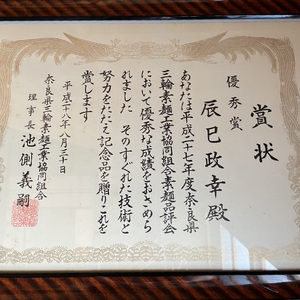 賞状
優秀賞
辰巳政幸殿
あなたは平成二十七年度奈良県
三輪素麺工業協同組合素麺品評会
において優秀な成績をおさめら
れました そのすぐれた技術と
努力をたたえ記念品を贈りこれを
賞します
平成二十八年八月二十日
奈良県三輪素麺工業協同組合
理事長 池側義嗣